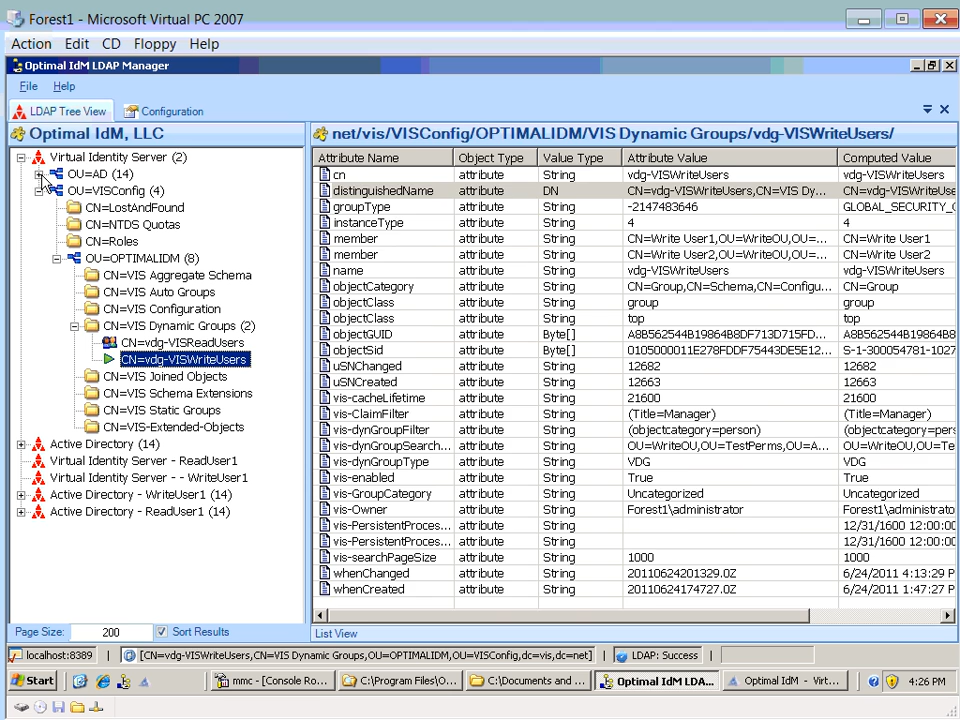 Forest1 - Microsoft Virtual PC 2007
Action Edit CD Floppy Help
Optimal IdM LDAP Manager
File Help
LDAP Tree View Configuration
Optimal IdM, LLC
net/vis/VISConfig/OPTIMALIDM/VIS Dynamic Groups/vdg-VISWriteUsers/
Virtual Identity Server (2)
OU=AD (14)
OU=VISConfig (4)
CN=LostAndFound
CN=NTDS Quotas
CN=Roles
OU=OPTIMALIDM (8)
CN=VIS Aggregate Schema
CN=VIS Auto Groups
CN=VIS Configuration
CN=VIS Dynamic Groups (2)
CN=vdg-VISReadUsers
CN=vdg-VISWriteUsers
CN=VIS Joined Objects
CN=VIS Schema Extensions
CN=VIS Static Groups
CN=VIS-Extended-Objects
Active Directory (14)
Virtual Identity Server - ReadUser1
Virtual Identity Server - - WriteUser1
Active Directory - WriteUser1 (14)
Active Directory - ReadUser1 (14)
Attribute Name Object Type Value Type Attribute Value Computed Value
cn attribute String vdg-VISWriteUsers vdg-VISWriteUsers
distinguishedName attribute DN CN=vdg-VISWriteUsers,CN=VIS Dy... CN=vdg-VISWriteUse
groupType attribute String -2147483646 GLOBAL_SECURITY_
instanceType attribute String 4 4
member attribute String CN=Write User1,OU=WriteOU,OU=... CN=Write User1
member attribute String CN=Write User2,OU=WriteOU,OU=... CN=Write User2
name attribute String vdg-VISWriteUsers vdg-VISWriteUsers
objectCategory attribute String CN=Group,CN=Schema,CN=Configu... CN=Group
objectClass attribute String group group
objectClass attribute String top top
objectGUID attribute Byte[] A8B562544B19864B8DF713D715FD... A8B562544B19864B8
objectSid attribute Byte[] 0105000011E278FDDF75443DE5E12... S-1-300054781-1027
uSNChanged attribute String 12682 12682
uSNCreated attribute String 12663 12663
vis-cacheLifetime attribute String 21600 21600
vis-ClaimFilter attribute String (Title=Manager) (Title=Manager)
vis-dynGroupFilter attribute String (objectcategory=person) (objectcategory=perso
vis-dynGroupSearch... attribute String OU=WriteOU,OU=TestPerms,OU=A... OU=WriteOU,OU=Te
vis-dynGroupType attribute String VDG VDG
vis-enabled attribute String True True
vis-GroupCategory attribute String Uncategorized Uncategorized
vis-Owner attribute String Forest1\administrator Forest1\administrato
vis-PersistentProces... attribute String 12/31/1600 12:00:00
vis-PersistentProces... attribute String 12/31/1600 12:00:00
vis-searchPageSize attribute String 1000 1000
whenChanged attribute String 20110624201329.0Z 6/24/2011 4:13:29 P
whenCreated attribute String 20110624174727.0Z 6/24/2011 1:47:27 P
Page Size: 200 Sort Results
List View
localhost:8389 [CN=vdg-VISWriteUsers,CN=VIS Dynamic Groups,OU=OPTIMALIDM,OU=VISConfig,dc=vis,dc=net] LDAP: Success
Start mmc - [Console Ro... C:\Program Files\O... C:\Documents and ... Optimal IdM LDA... Optimal IdM - Virt... 4:26 PM